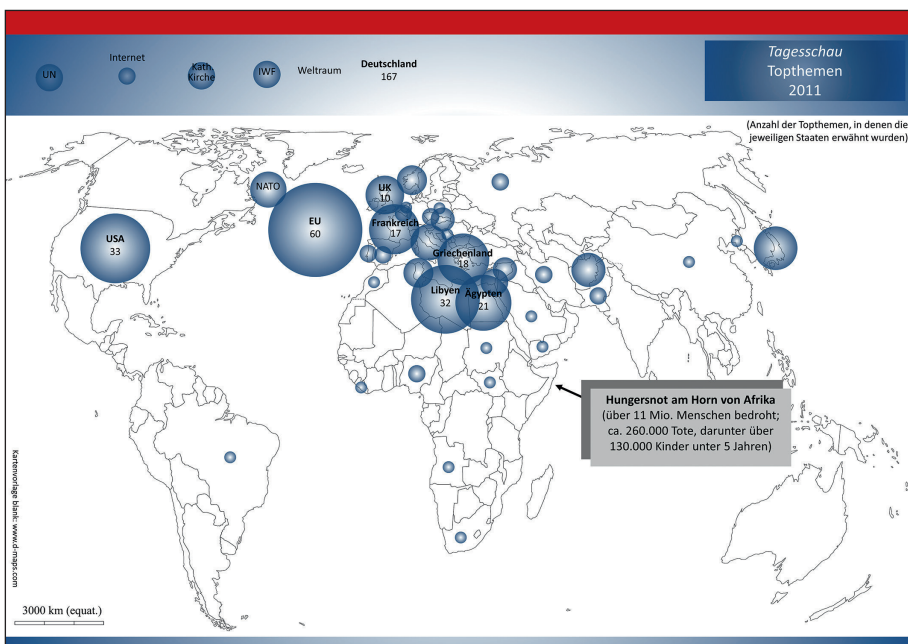 UN
Internet
Kath.
Kirche
IWF
Weltraum
Deutschland
167
Tagesschau
Topthemen
2011
(Anzahl der Topthemen, in denen die
jeweiligen Staaten erwähnt wurden)
NATO
UK
10
USA
33
EU
60
Frankreich
17
Griechenland
18
Libyen
32
Ägypten
21
Hungersnot am Horn von Afrika
(über 11 Mio. Menschen bedroht;
ca. 260.000 Tote, darunter über
130.000 Kinder unter 5 Jahren)
Kartenvorlage blank: www.d-maps.com
3000 km (equat.)